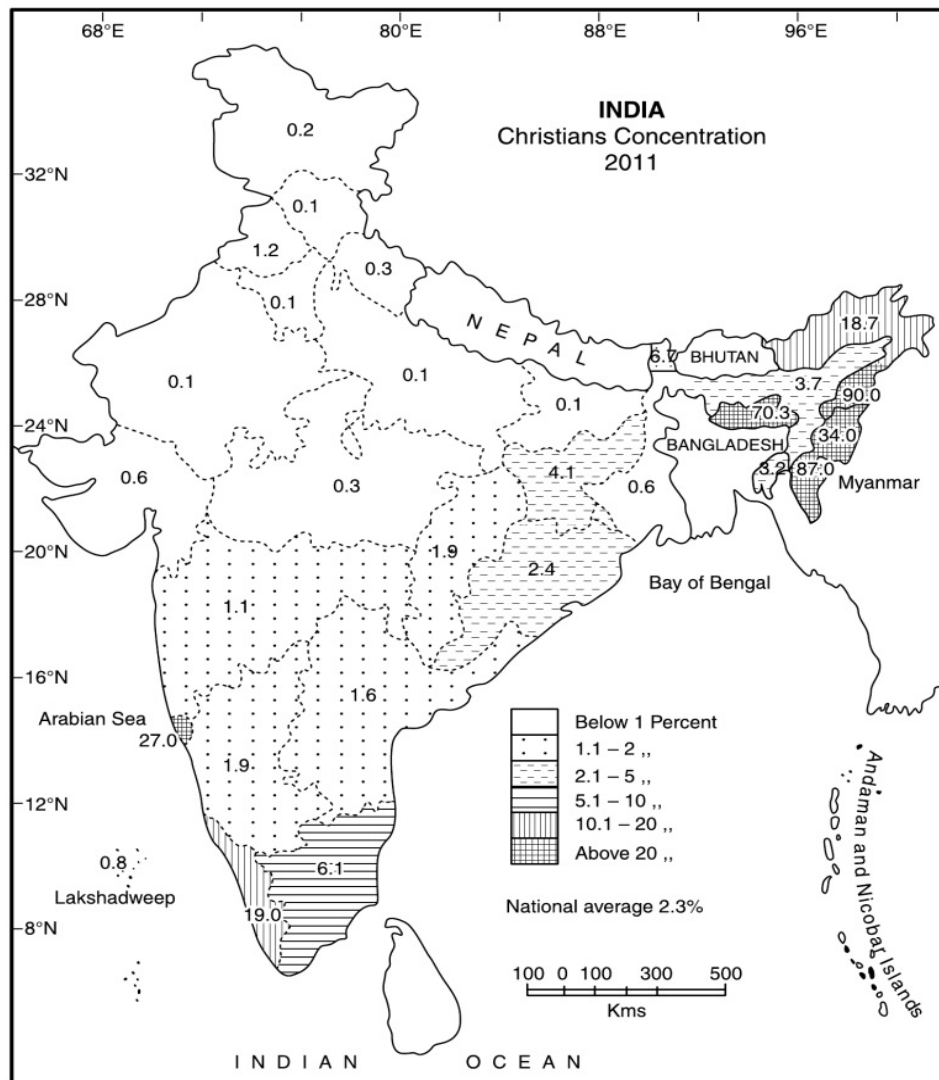 68°E 80°E 88°E 96°E
INDIA
Christians Concentration
2011
0.2
32°N
0.1
1.2
0.3
28°N
0.1
NEPAL
18.7
6.7
BHUTAN
0.1
0.1
3.7
90.0
0.1
70.3
24°N
34.0
BANGLADESH
4.1
3.2
87.0
0.6
0.3
0.6
Myanmar
20°N
1.9
2.4
Bay of Bengal
1.1
16°N
1.6
Arabian Sea
27.0
1.9
Below 1 Percent
1.1 – 2 ,,
2.1 – 5 ,,
5.1 – 10 ,,
10.1 – 20 ,,
Above 20 ,,
Andaman and Nicobar Islands
12°N
0.8
6.1
Lakshadweep
19.0
National average 2.3%
8°N
100 0 100 300 500
Kms
INDIAN OCEAN